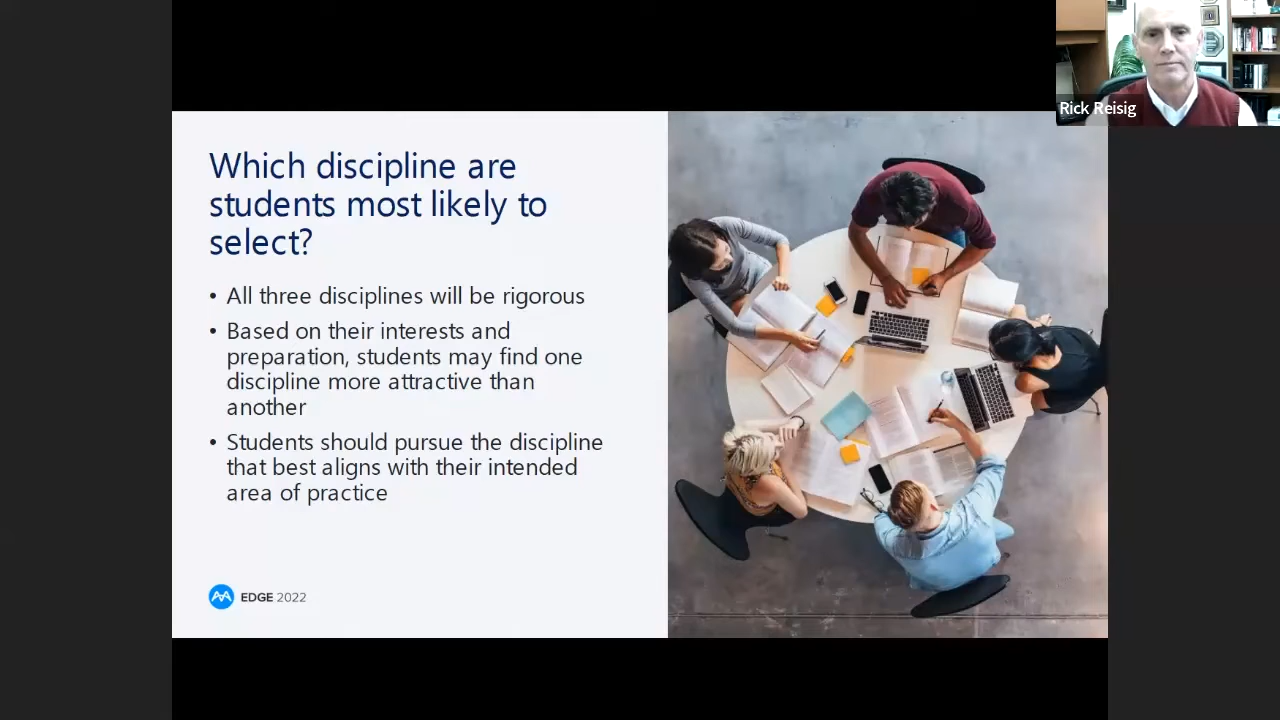 Rick Reisig
Which discipline are
students most likely to
select?
• All three disciplines will be rigorous
• Based on their interests and
preparation, students may find one
discipline more attractive than
another
• Students should pursue the discipline
that best aligns with their intended
area of practice
EDGE 2022